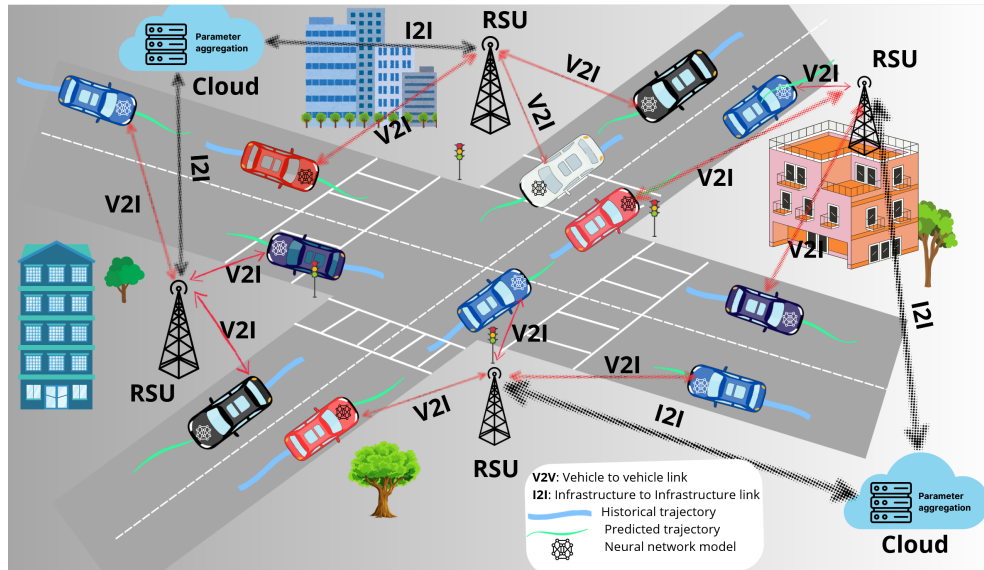 RSU
I2I
Parameter
aggregation
Cloud
V2I
V2I
V2I
RSU
V2I
I2I
V2I
V2I
V2I
V2I
V2I
I2I
V2I
V2I
RSU
V2I
V2I
I2I
RSU
V2V: Vehicle to vehicle link
I2I: Infrastructure to Infrastructure link
Historical trajectory
Predicted trajectory
Neural network model
Parameter
aggregation
Cloud